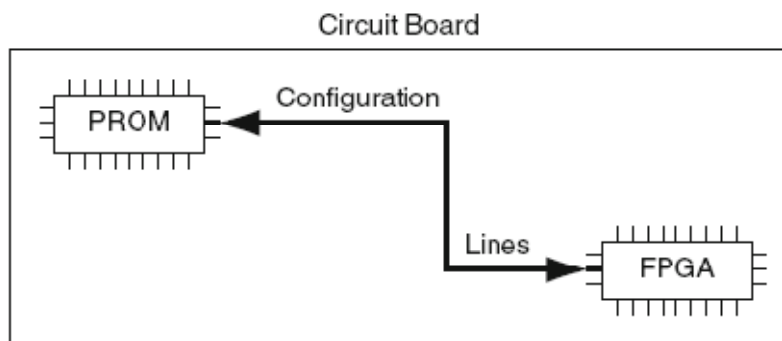 Circuit Board
Configuration
PROM
Lines
FPGA